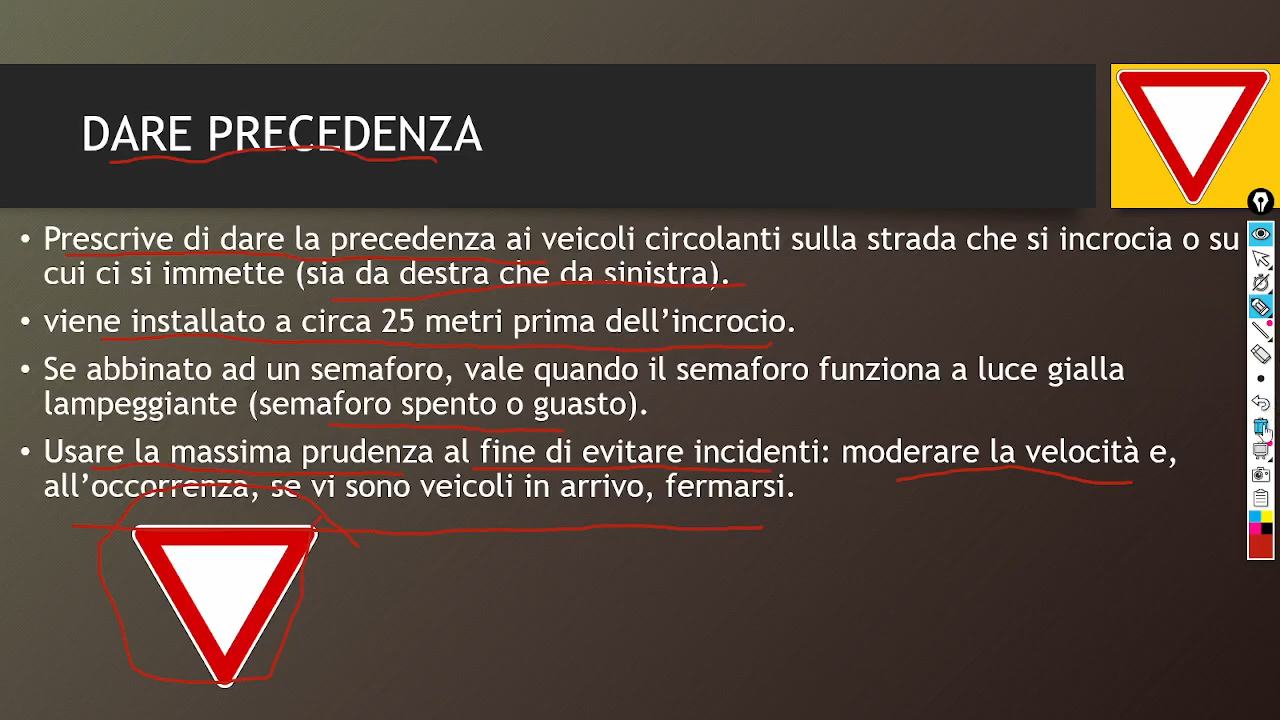 DARE PRECEDENZA
• Prescrive di dare la precedenza ai veicoli circolanti sulla strada che si incrocia o su
cui ci si immette (sia da destra che da sinistra).
• viene installato a circa 25 metri prima dell’incrocio.
• Se abbinato ad un semaforo, vale quando il semaforo funziona a luce gialla
lampeggiante (semaforo spento o guasto).
• Usare la massima prudenza al fine di evitare incidenti: moderare la velocità e,
all’occorrenza, se vi sono veicoli in arrivo, fermarsi.